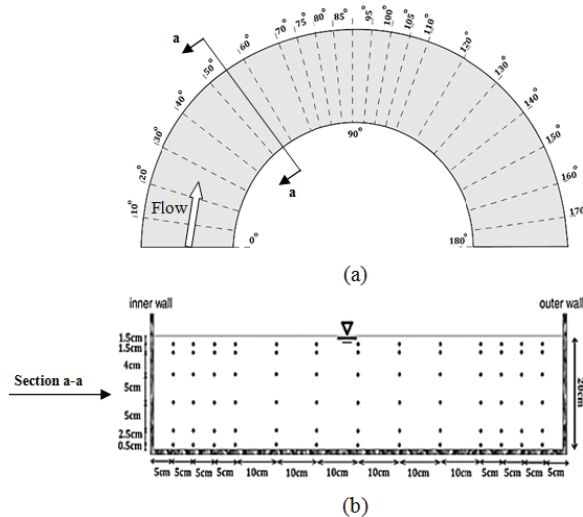 a
a
10°
20°
30°
40°
50°
60°
70°
75°
80°
85°
95°
100°
105°
110°
120°
130°
140°
150°
160°
170°
90°
Flow
0°
180°
(a)
inner wall
outer wall
1.5cm
1.5cm
4cm
5cm
5cm
2.5cm
0.5cm
20cm
Section a-a
5cm 5cm 5cm 5cm 10cm 10cm 10cm 10cm 10cm 10cm 5cm 5cm 5cm 5cm
(b)